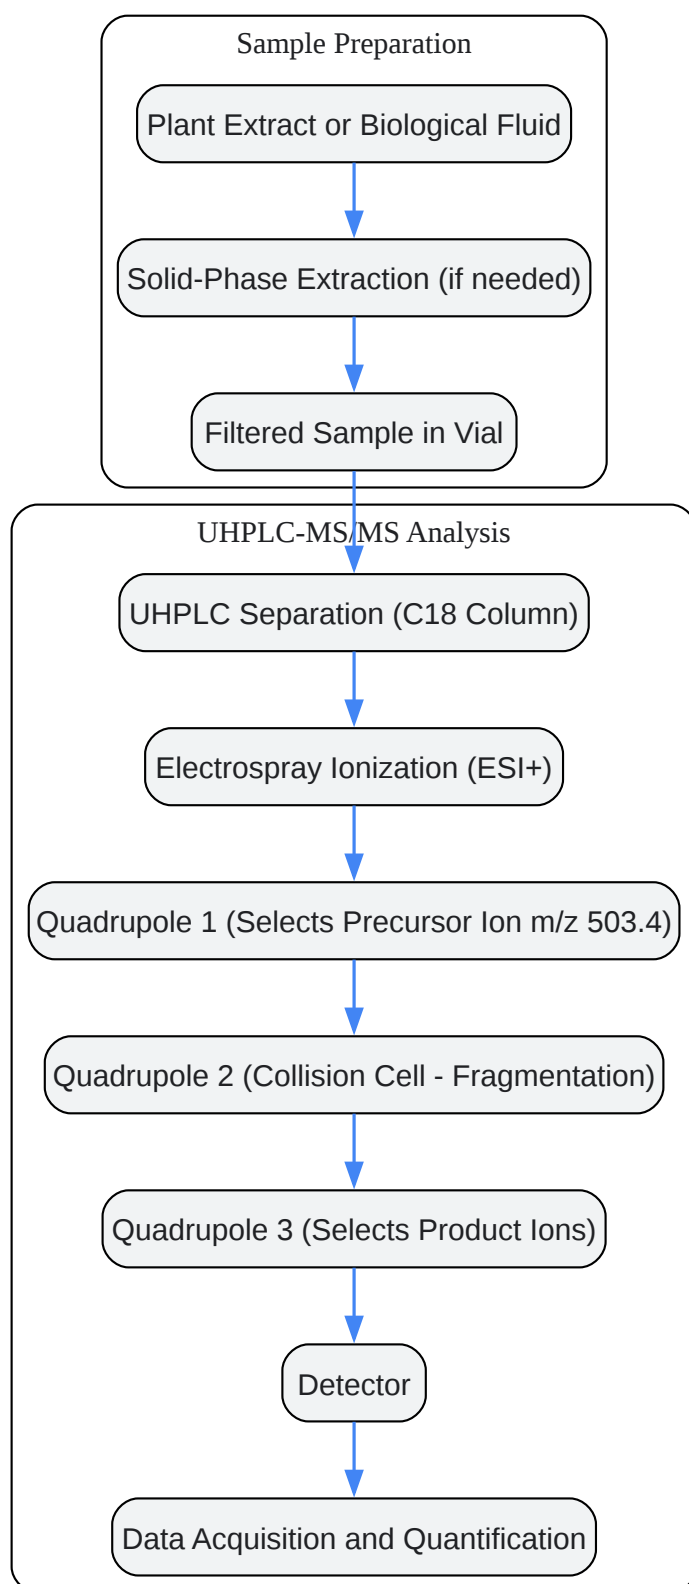 Sample Preparation
Plant Extract or Biological Fluid
Solid-Phase Extraction (if needed)
Filtered Sample in Vial
UHPLC-MS/MS Analysis
UHPLC Separation (C18 Column)
Electrospray Ionization (ESI+)
Quadrupole 1 (Selects Precursor Ion m/z 503.4)
Quadrupole 2 (Collision Cell - Fragmentation)
Quadrupole 3 (Selects Product Ions)
Detector
Data Acquisition and Quantification